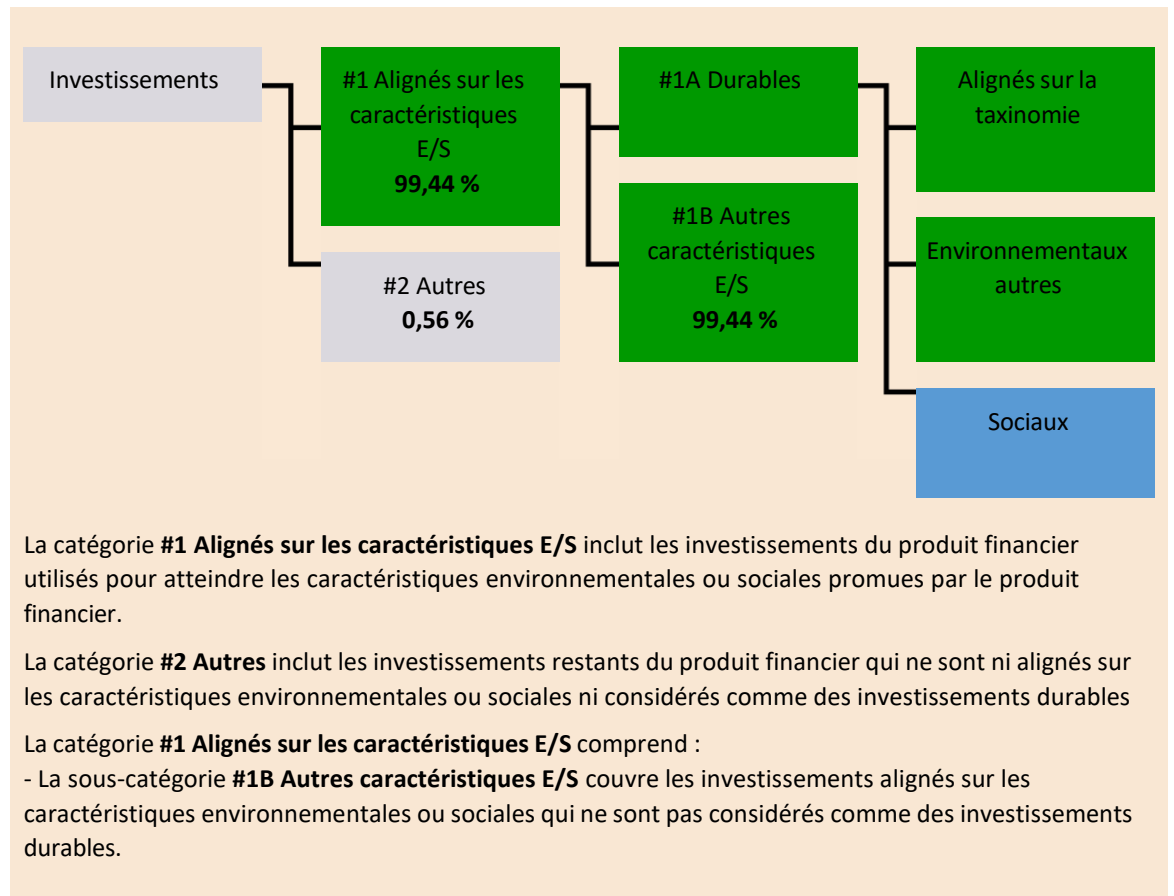 Investissements
#1 Alignés sur les
caractéristiques
E/S
99,44 %
#2 Autres
0,56 %
#1A Durables
#1B Autres
caractéristiques
E/S
99,44 %
Alignés sur la
taxinomie
Environnementaux
autres
Sociaux
La catégorie #1 Alignés sur les caractéristiques E/S inclut les investissements du produit financier
utilisés pour atteindre les caractéristiques environnementales ou sociales promues par le produit
financier.
La catégorie #2 Autres inclut les investissements restants du produit financier qui ne sont ni alignés sur
les caractéristiques environnementales ou sociales ni considérés comme des investissements durables
La catégorie #1 Alignés sur les caractéristiques E/S comprend :
- La sous-catégorie #1B Autres caractéristiques E/S couvre les investissements alignés sur les
caractéristiques environnementales ou sociales qui ne sont pas considérés comme des investissements
durables.